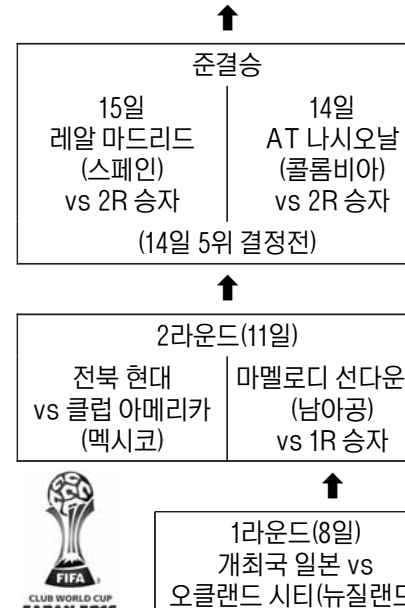 준결승
15일
레알 마드리드
(스페인)
vs 2R 승자
14일
AT 나시오날
(콜롬비아)
vs 2R 승자
(14일 5위 결정전)
2라운드(11일)
전북 현대
vs 클럽 아메리카
(멕시코)
마멜로디 선다운
(남아공)
vs 1R 승자
1라운드(8일)
개최국 일본 vs
오클랜드 시티(뉴질랜드
FIFA
CLUB WORLD CUP